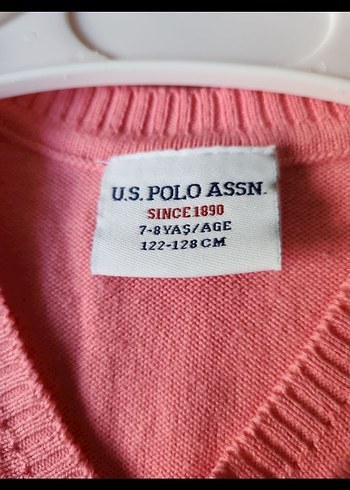 U.S. POLO ASSN.
SINCE 1890
7-8 YAŞ/AGE
122-128 CM